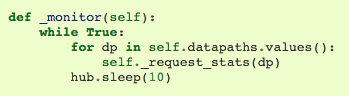 def _monitor(self):
    while True:
        for dp in self.datapaths.values():
            self._request_stats(dp)
        hub.sleep(10)